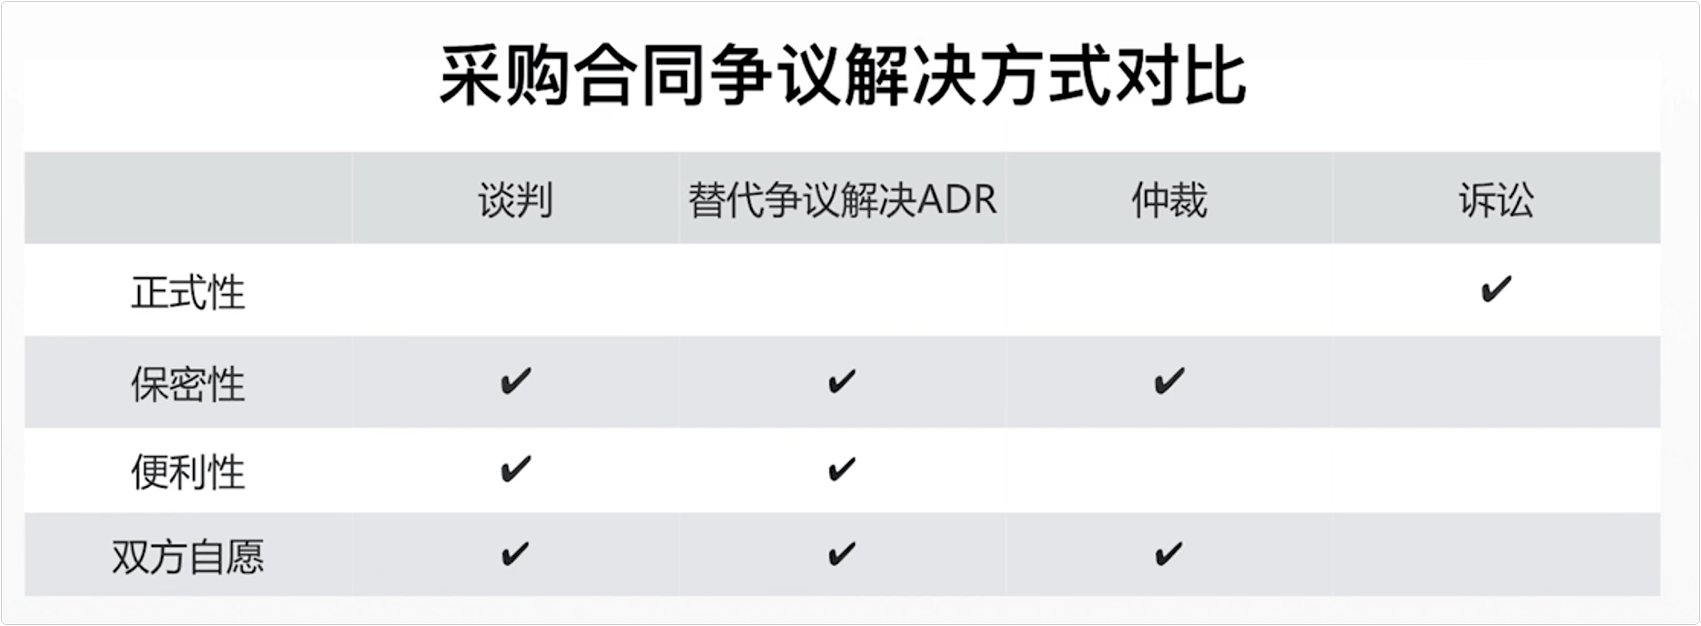 采购合同争议解决方式对比
谈判 替代争议解决ADR 仲裁 诉讼
正式性 ✔
保密性 ✔ ✔ ✔
便利性 ✔ ✔
双方自愿 ✔ ✔ ✔